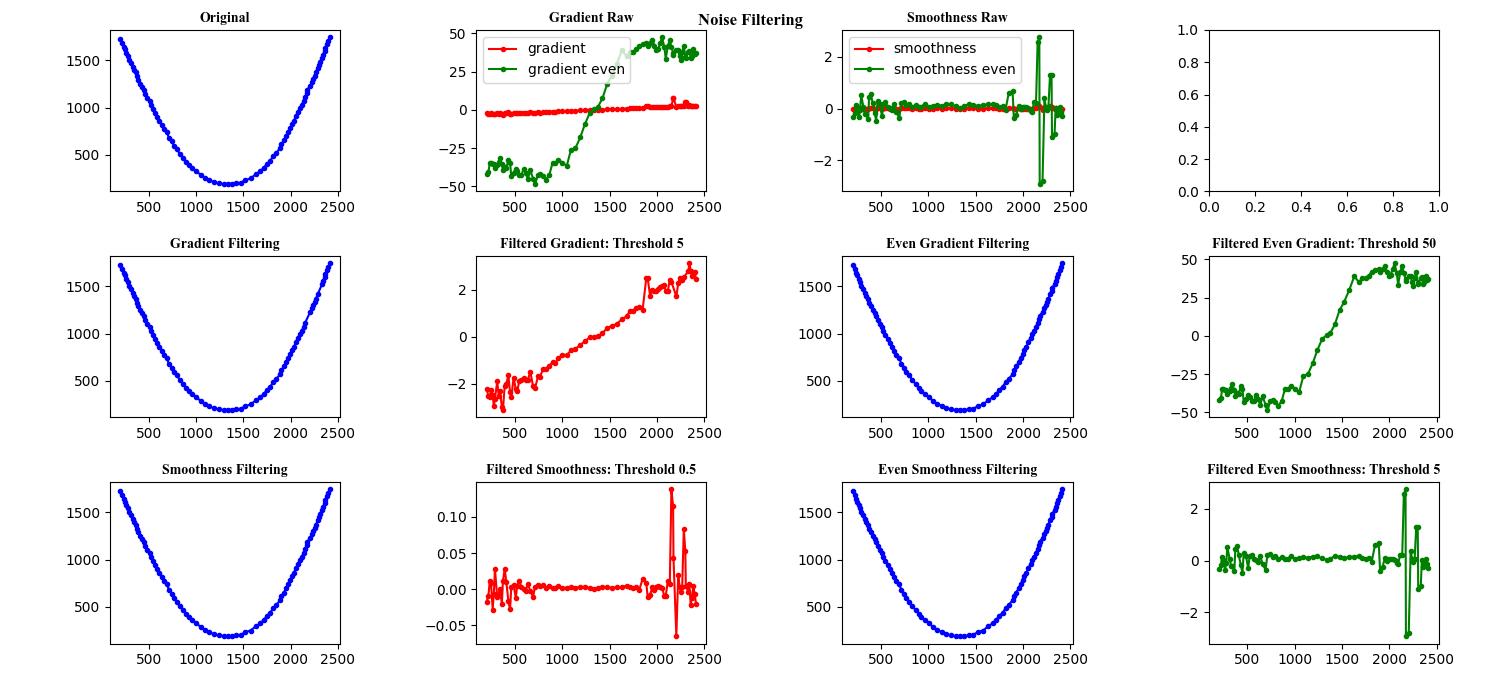 Noise Filtering
Original
1500
1000
500
500 1000 1500 2000 2500
Gradient Raw
gradient
gradient even
50
25
0
−25
−50
500 1000 1500 2000 2500
Smoothness Raw
smoothness
smoothness even
2
0
−2
500 1000 1500 2000 2500
1.0
0.8
0.6
0.4
0.2
0.0
0.0 0.2 0.4 0.6 0.8 1.0
Gradient Filtering
1500
1000
500
500 1000 1500 2000 2500
Filtered Gradient: Threshold 5
2
0
−2
500 1000 1500 2000 2500
Even Gradient Filtering
1500
1000
500
500 1000 1500 2000 2500
Filtered Even Gradient: Threshold 50
50
25
0
−25
−50
500 1000 1500 2000 2500
Smoothness Filtering
1500
1000
500
500 1000 1500 2000 2500
Filtered Smoothness: Threshold 0.5
0.10
0.05
0.00
−0.05
500 1000 1500 2000 2500
Even Smoothness Filtering
1500
1000
500
500 1000 1500 2000 2500
Filtered Even Smoothness: Threshold 5
2
0
−2
500 1000 1500 2000 2500